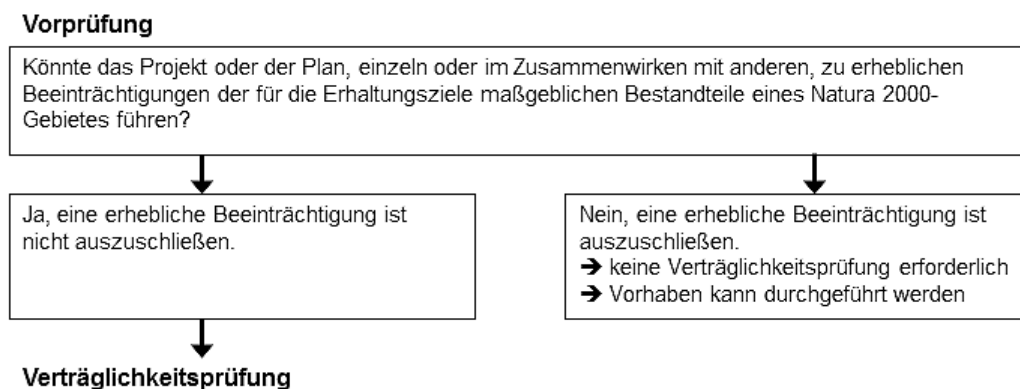 Vorprüfung
Könnte das Projekt oder der Plan, einzeln oder im Zusammenwirken mit anderen, zu erheblichen
Beeinträchtigungen der für die Erhaltungsziele maßgeblichen Bestandteile eines Natura 2000-
Gebietes führen?
Ja, eine erhebliche Beeinträchtigung ist
nicht auszuschließen.
Nein, eine erhebliche Beeinträchtigung ist
auszuschließen.
➔ keine Verträglichkeitsprüfung erforderlich
➔ Vorhaben kann durchgeführt werden
Verträglichkeitsprüfung